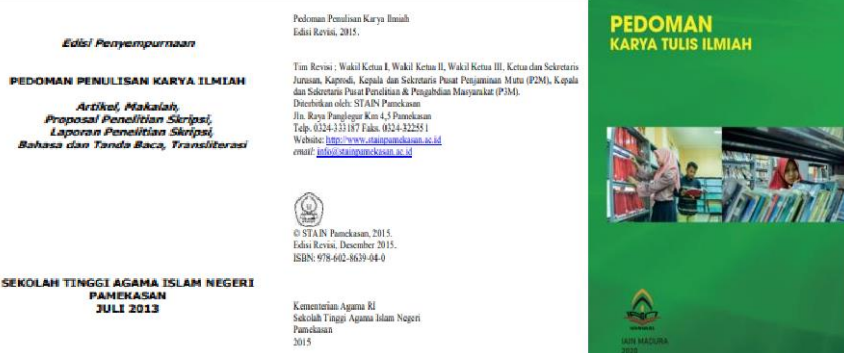 Edisi Penyempurnaan
PEDOMAN PENULISAN KARYA ILMIAH
Artikel, Makalah,
Proposal Penelitian Skripsi,
Laporan Penelitian Skripsi,
Bahasa dan Tanda Baca, Transliterasi
SEKOLAH TINGGI AGAMA ISLAM NEGERI
PAMEKASAN
JULI 2013
Pedoman Penulisan Karya Ilmiah
Edisi Revisi, 2015.
Tim Revisi ; Wakil Ketua I, Wakil Ketua II, Wakil Ketua III, Ketua dan Sekretaris
Jurusan, Kaprodi, Kepala dan Sekretaris Pusat Penjaminan Mutu (P2M), Kepala
dan Sekretaris Pusat Penelitian & Pengabdian Masyarakat (P3M).
Diterbitkan oleh: STAIN Pamekasan
Jln. Raya Panglegur Km 4,5 Pamekasan
Telp. 0324-333187 Faks. 0324-322551
Website: http://www.stainpamekasan.ac.id
email: info@stainpamekasan.ac.id
© STAIN Pamekasan, 2015.
Edisi Revisi, Desember 2015.
ISBN: 978-602-8639-04-0
Kementerian Agama RI
Sekolah Tinggi Agama Islam Negeri
Pamekasan
2015
PEDOMAN
KARYA TULIS ILMIAH
IAIN MADURA
2020